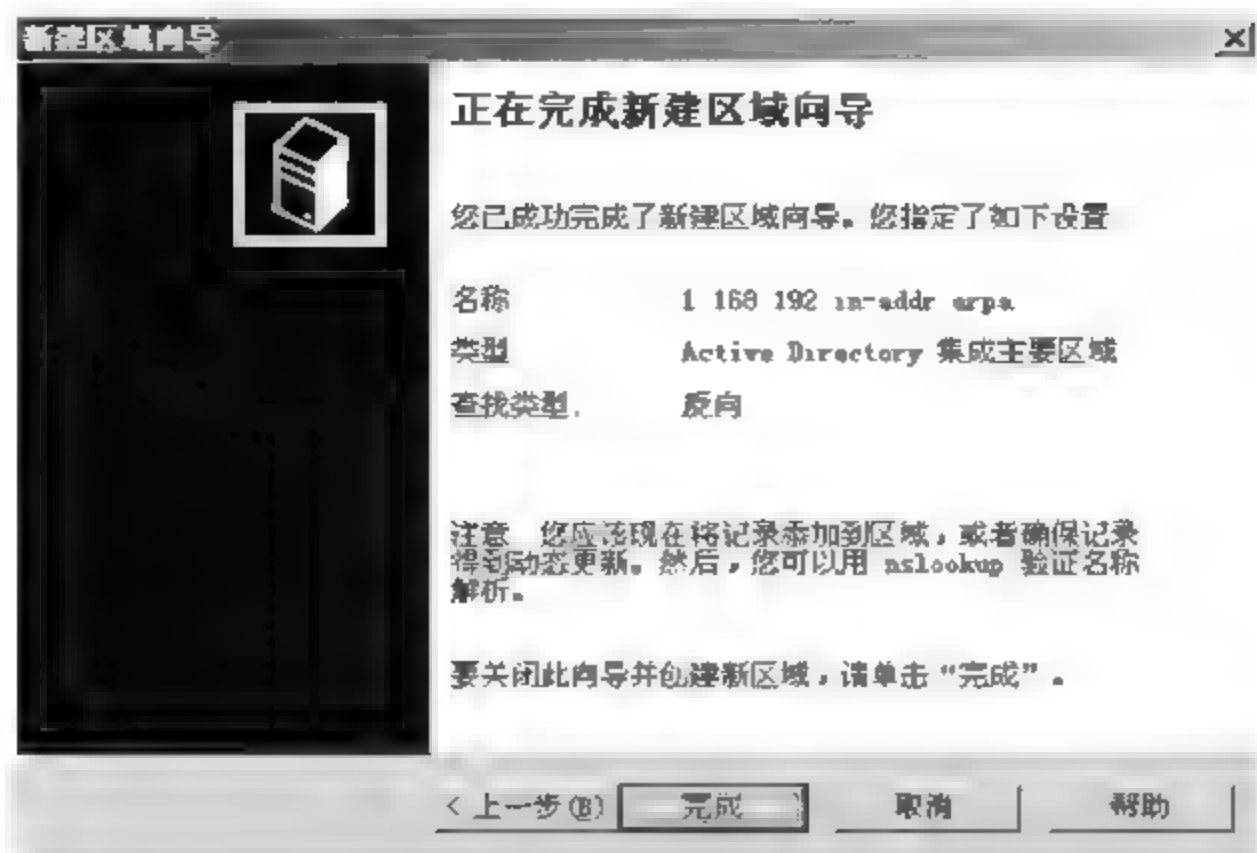 新建区域向导
正在完成新建区域向导
您已成功完成了新建区域向导。您指定了如下设置
名称 1 168 192 in-addr arpa
类型 Active Directory 集成主要区域
查找类型. 反向
注意 您应该现在将记录添加到区域，或者确保记录
得到动态更新。然后，您可以用 nslookup 验证名称
解析。
要关闭此向导并创建新区域，请单击“完成”。
< 上一步(B) 完成 取消 帮助